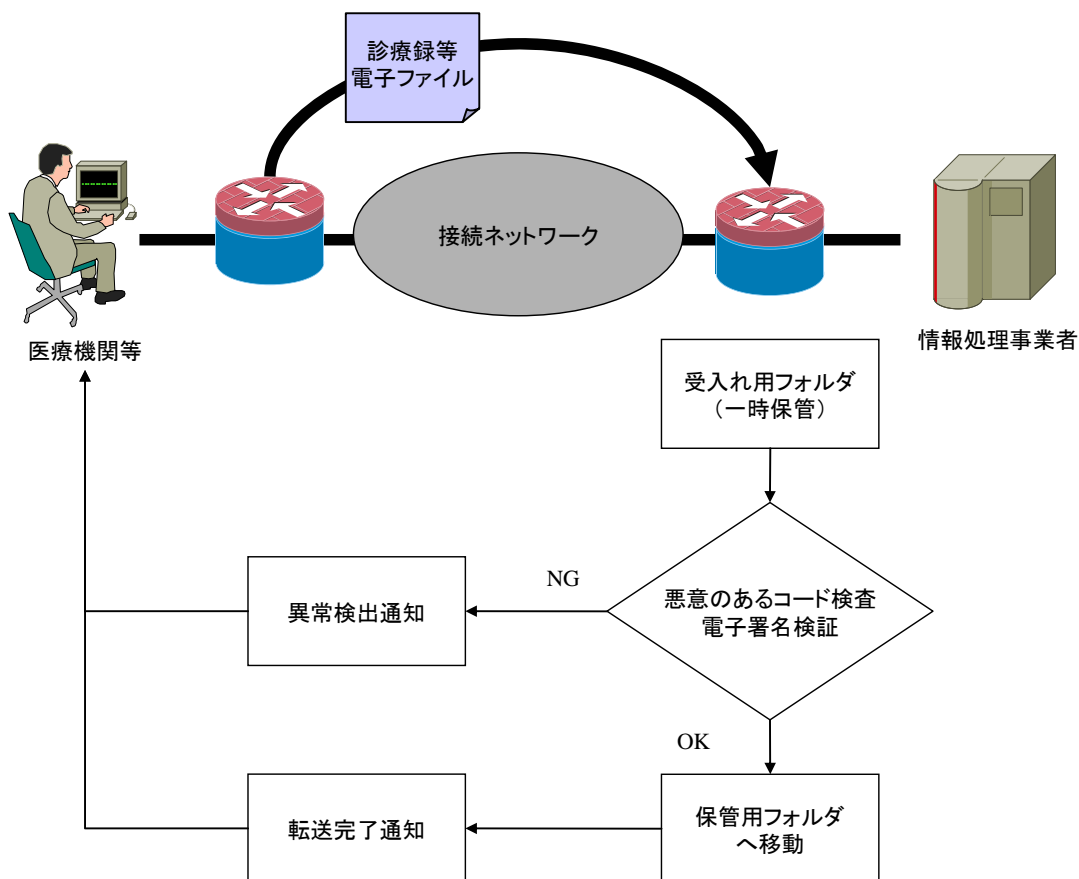 診療録等
電子ファイル
接続ネットワーク
医療機関等
情報処理事業者
受入れ用フォルダ
（一時保管）
悪意のあるコード検査
電子署名検証
NG
異常検出通知
OK
保管用フォルダ
へ移動
転送完了通知